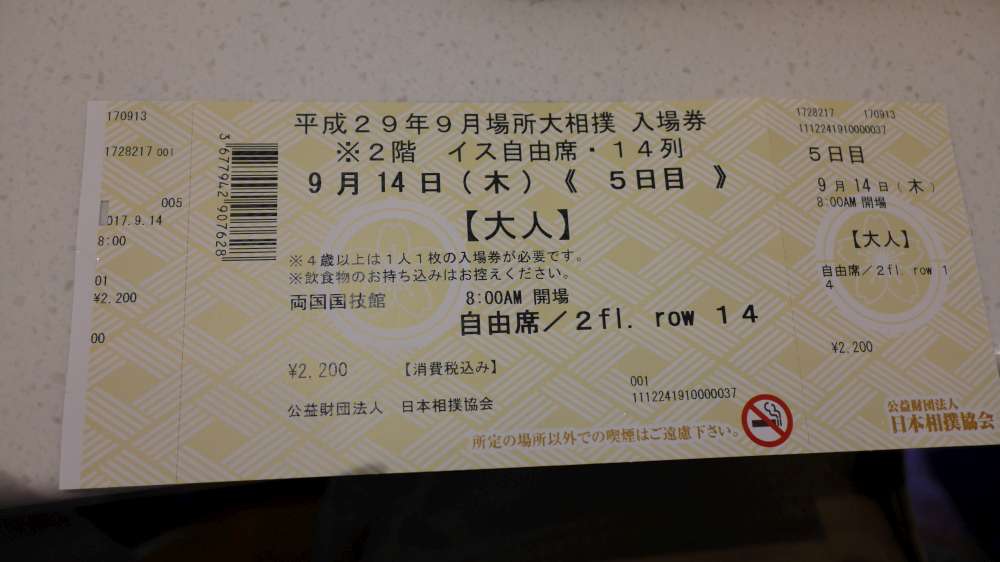 170913
1728217 001
005
017.9.14
8:00
01
¥2.200
00
3677942907628
平成29年9月場所大相撲 入場券
※2階 イス自由席・14列
9月14日(木)《 5日目 》
【大人】
※4歳以上は1人1枚の入場券が必要です。
※飲食物のお持ち込みはお控えください。
両国国技館 8:00AM 開場
自由席/2fl. row 14
¥2.200 【消費税込み】
001
1112241910000037
公益財団法人 日本相撲協会
所定の場所以外での喫煙はご遠慮下さい。
1728217 170913
1112241910000037
5日目
9月14日(木)
8:00AM 開場
【大人】
自由席/2fl. row 1
4
¥2.200
公益財団法人
日本相撲協会